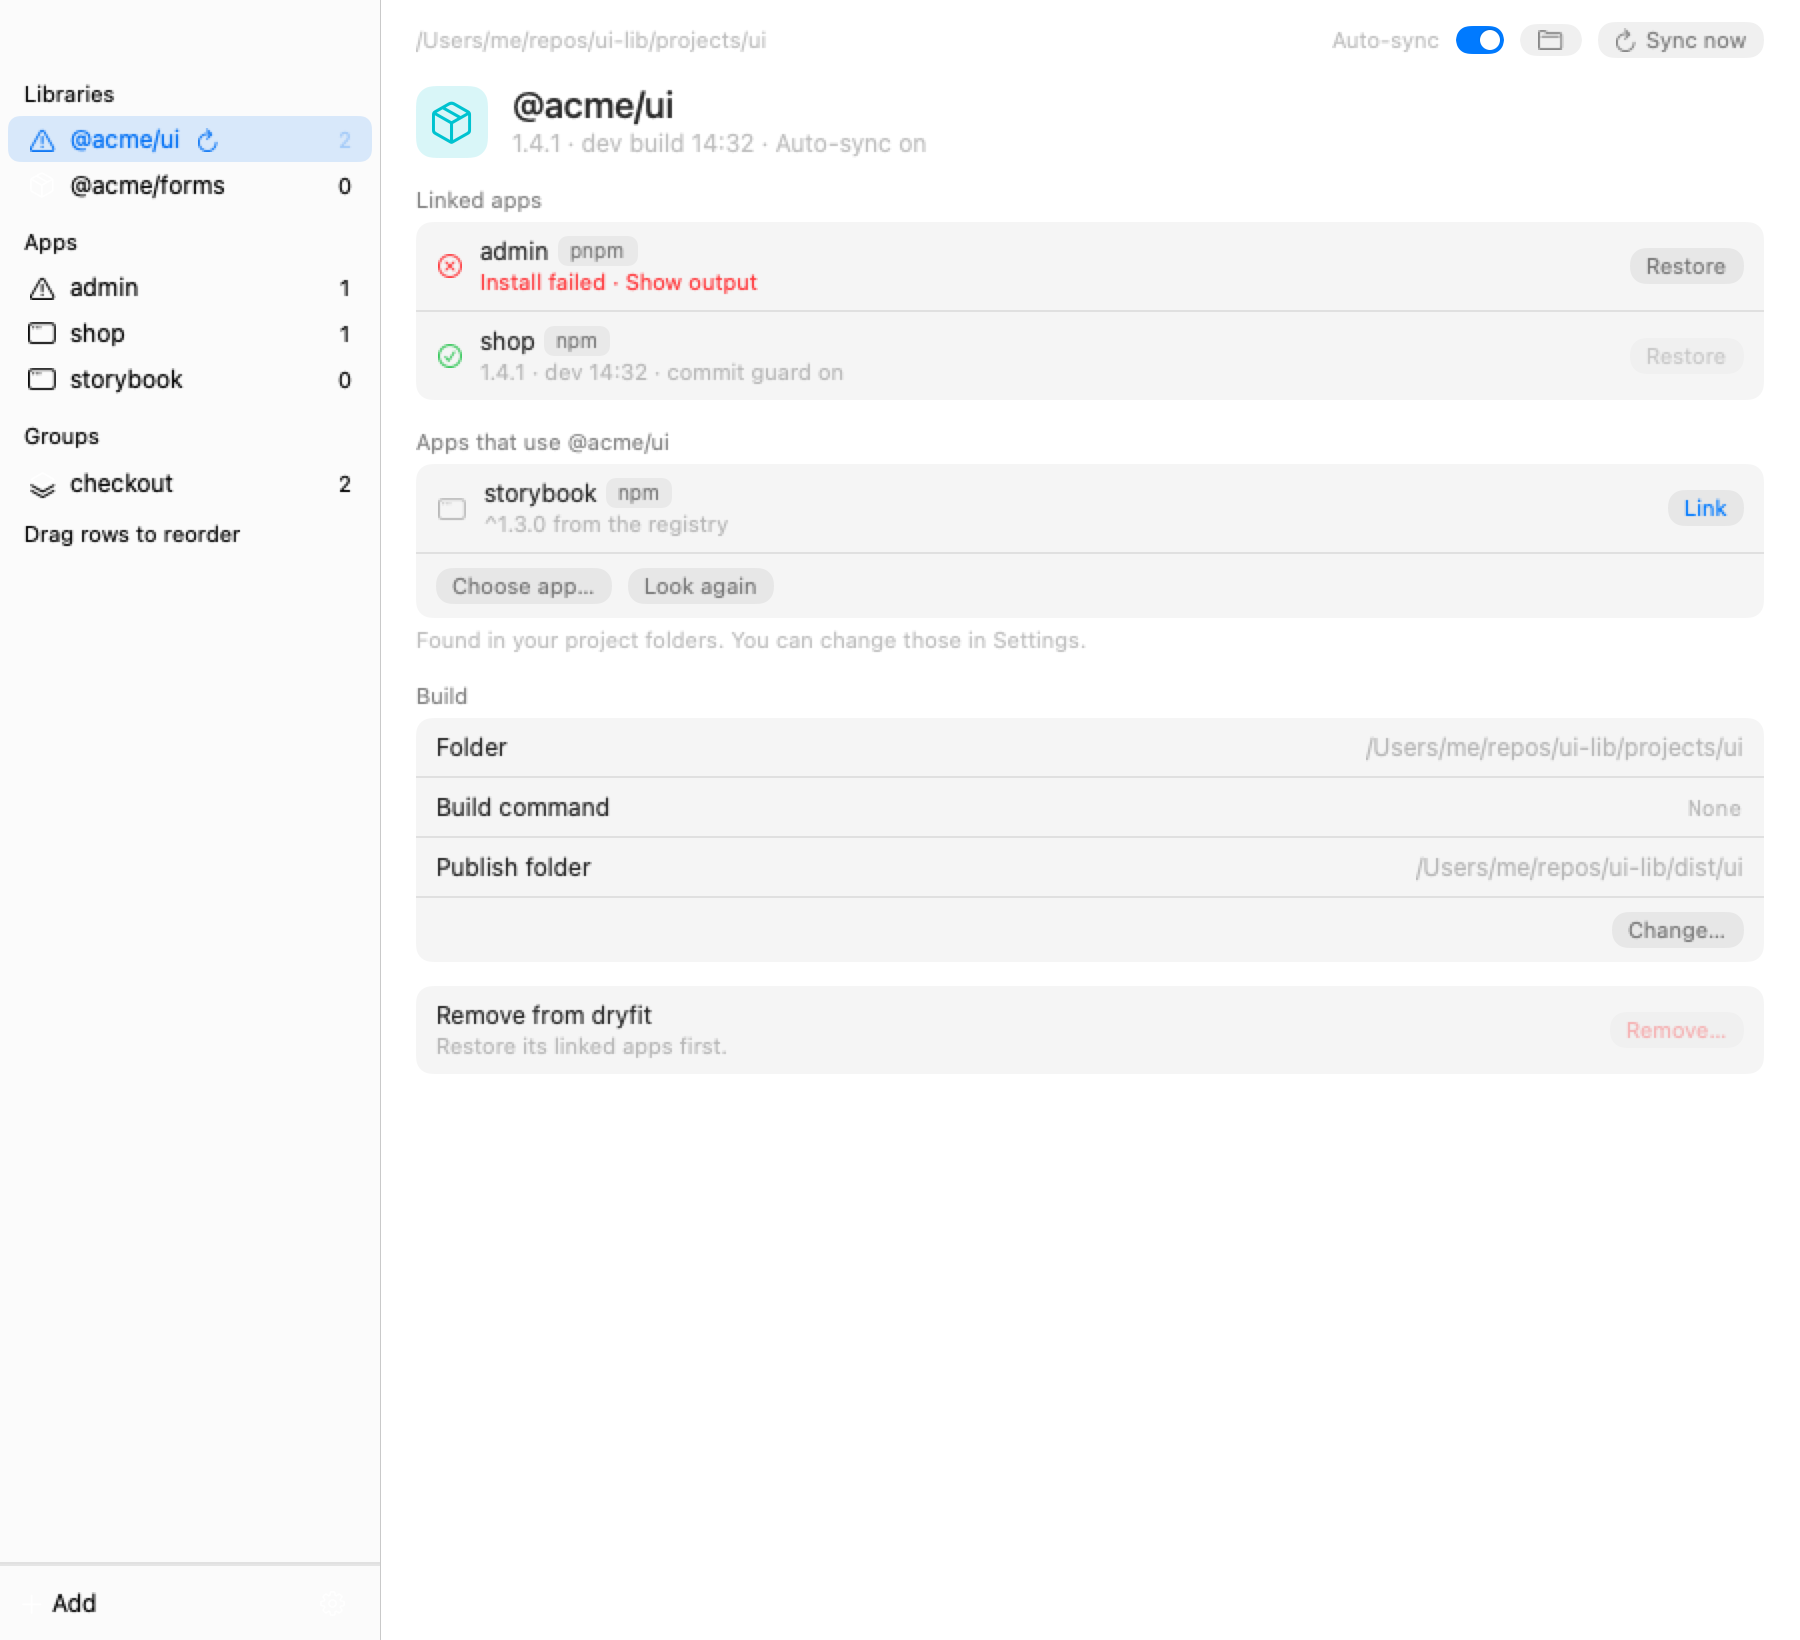 Libraries
@acme/ui 2
@acme/forms 0
Apps
admin 1
shop 1
storybook 0
Groups
checkout 2
Drag rows to reorder
Add
/Users/me/repos/ui-lib/projects/ui
Auto-sync
Sync now
@acme/ui
1.4.1 · dev build 14:32 · Auto-sync on
Linked apps
admin pnpm
Install failed · Show output
Restore
shop npm
1.4.1 · dev 14:32 · commit guard on
Restore
Apps that use @acme/ui
storybook npm
^1.3.0 from the registry
Link
Choose app... Look again
Found in your project folders. You can change those in Settings.
Build
Folder /Users/me/repos/ui-lib/projects/ui
Build command None
Publish folder /Users/me/repos/ui-lib/dist/ui
Change...
Remove from dryfit
Restore its linked apps first.
Remove...